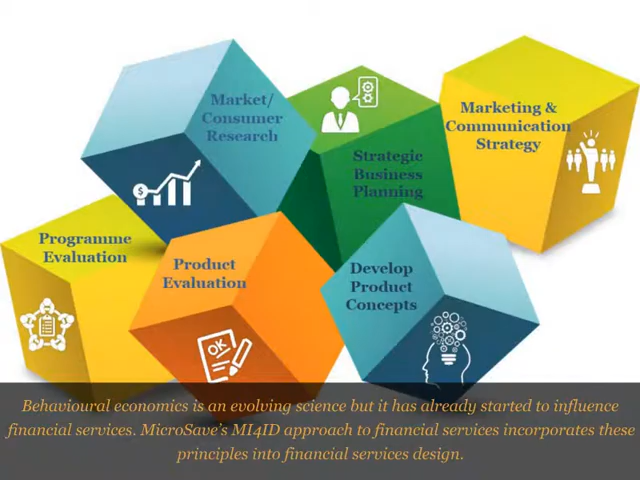 Market/
Consumer
Research
Strategic
Business
Planning
Marketing &
Communication
Strategy
Programme
Evaluation
Product
Evaluation
Develop
Product
Concepts
$
OK
Behavioural economics is an evolving science but it has already started to influence
financial services. MicroSave's MI4ID approach to financial services incorporates these
principles into financial services design.